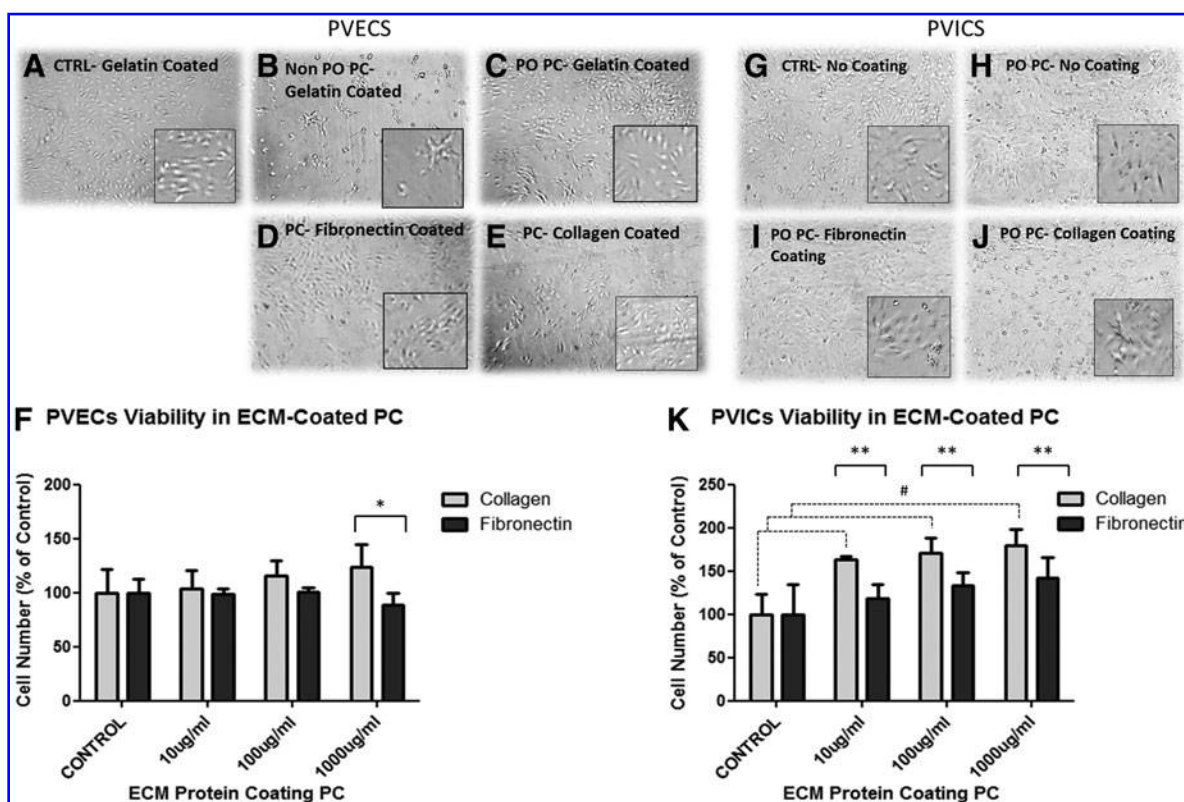 PVECS
PVICS
A CTRL- Gelatin Coated
B Non PO PC-
Gelatin Coated
C PO PC- Gelatin Coated
G CTRL- No Coating
H PO PC- No Coating
D PC- Fibronectin Coated
E PC- Collagen Coated
I PO PC- Fibronectin
Coating
J PO PC- Collagen Coating
F PVECs Viability in ECM-Coated PC
Cell Number (% of Control)
200
150
100
50
0
*
Collagen
Fibronectin
CONTROL
10ug/ml
100ug/ml
1000ug/ml
ECM Protein Coating PC
K PVICs Viability in ECM-Coated PC
Cell Number (% of Control)
250
200
150
100
50
0
**
**
**
#
Collagen
Fibronectin
CONTROL
10ug/ml
100ug/ml
1000ug/ml
ECM Protein Coating PC